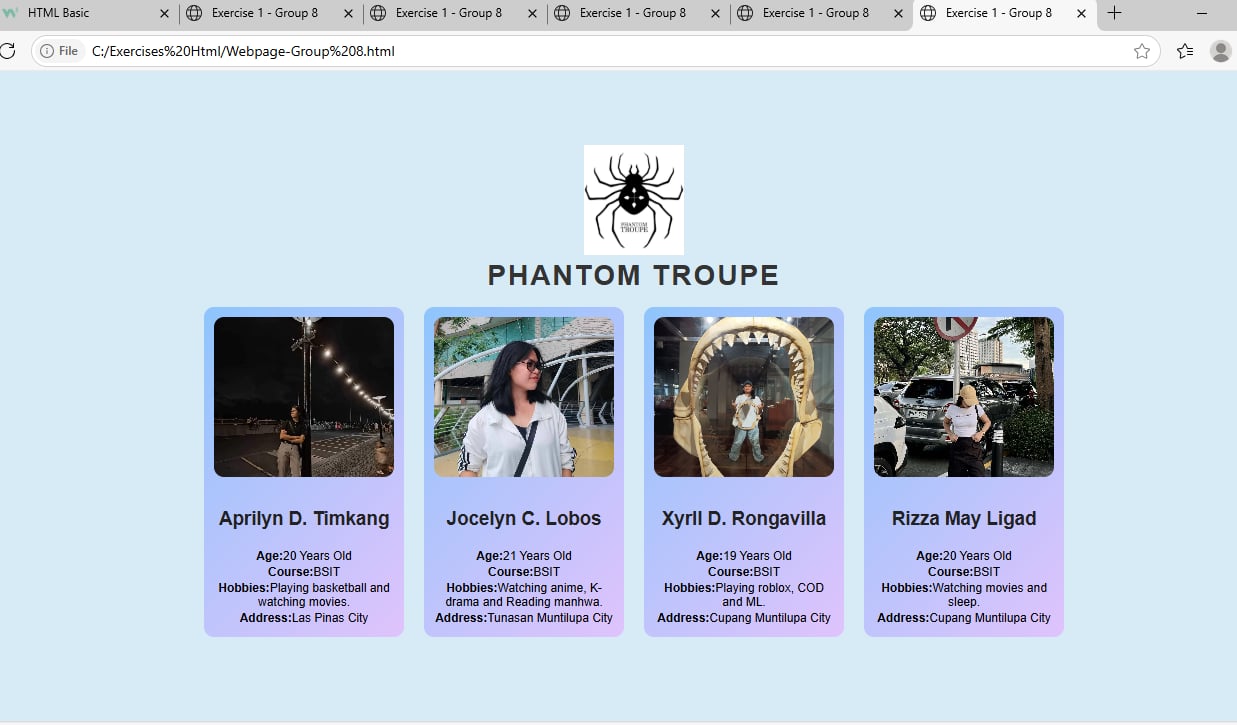 HTML Basic
Exercise 1 - Group 8
Exercise 1 - Group 8
Exercise 1 - Group 8
Exercise 1 - Group 8
Exercise 1 - Group 8
File
C:/Exercises%20Html/Webpage-Group%208.html
PHANTOM
TROUPE
PHANTOM TROUPE
Aprilyn D. Timkang
Age:20 Years Old
Course:BSIT
Hobbies:Playing basketball and
watching movies.
Address:Las Pinas City
Jocelyn C. Lobos
Age:21 Years Old
Course:BSIT
Hobbies:Watching anime, K-
drama and Reading manhwa.
Address:Tunasan Muntilupa City
Xyrll D. Rongavilla
Age:19 Years Old
Course:BSIT
Hobbies:Playing roblox, COD
and ML.
Address:Cupang Muntilupa City
Rizza May Ligad
Age:20 Years Old
Course:BSIT
Hobbies:Watching movies and
sleep.
Address:Cupang Muntilupa City